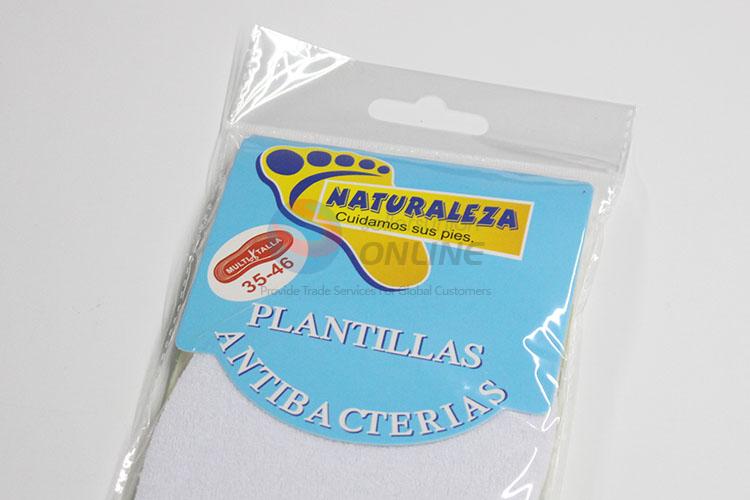 NATURALEZA
Cuidamos sus pies.
MULTI TALLA
35-46
ONLINE
Provide Trade Services For Global Customers
PLANTILLAS
ANTIBACTERIAS